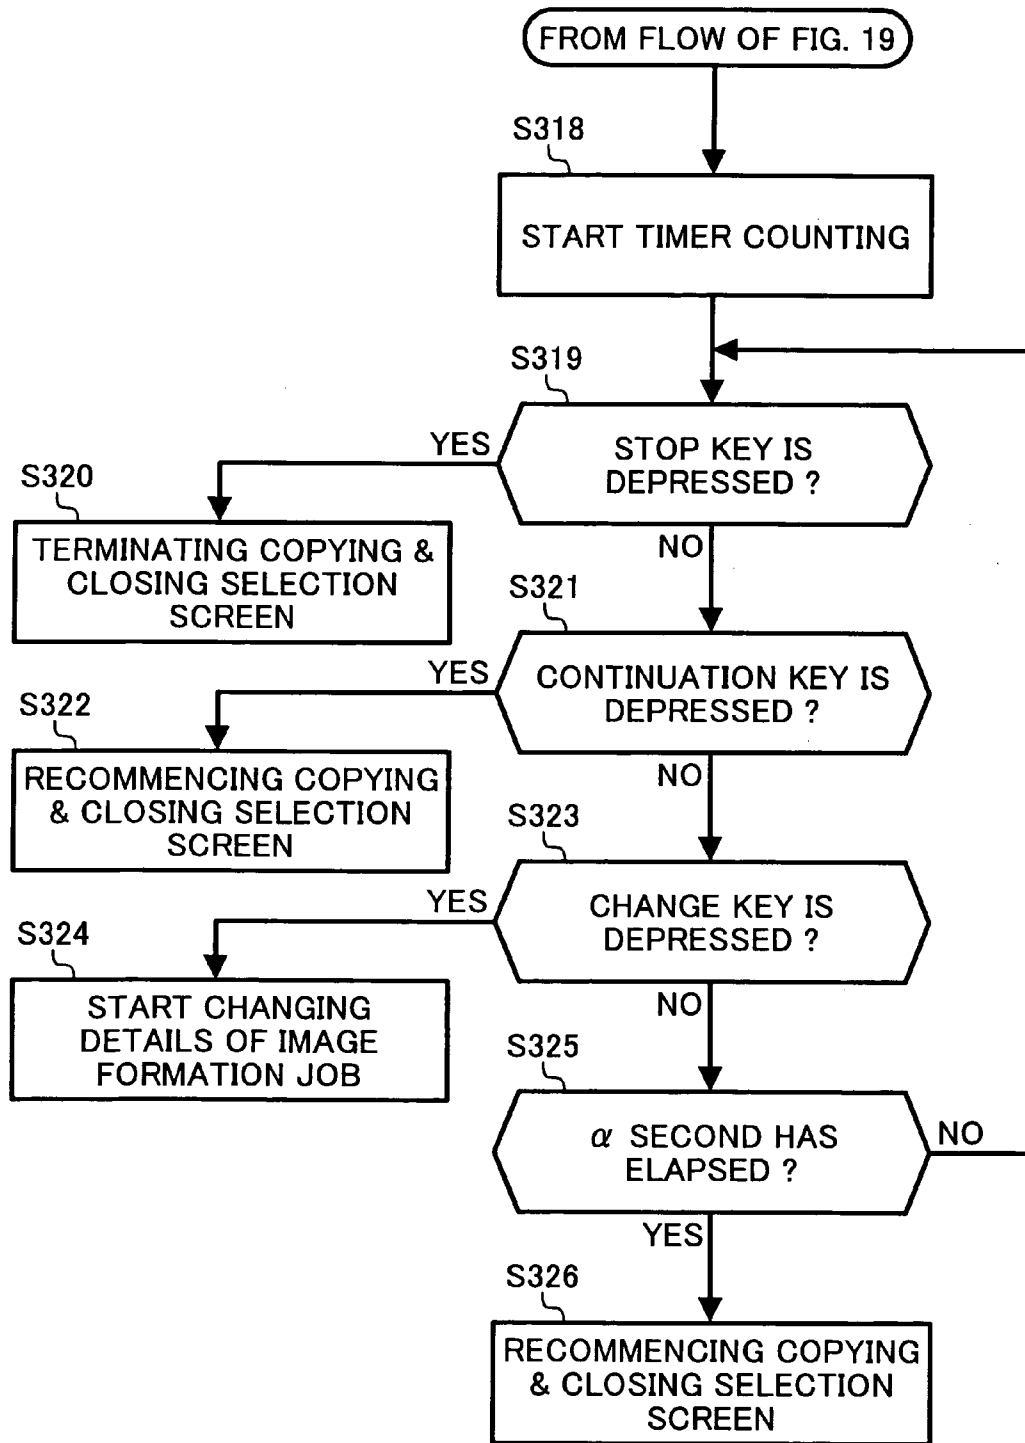 FROM FLOW OF FIG. 19
S318
START TIMER COUNTING
S319
STOP KEY IS
DEPRESSED ?
YES
S320
TERMINATING COPYING &
CLOSING SELECTION
SCREEN
NO
S321
CONTINUATION KEY IS
DEPRESSED ?
YES
S322
RECOMMENCING COPYING
& CLOSING SELECTION
SCREEN
NO
S323
CHANGE KEY IS
DEPRESSED ?
YES
S324
START CHANGING
DETAILS OF IMAGE
FORMATION JOB
NO
S325
α SECOND HAS
ELAPSED ?
NO
YES
S326
RECOMMENCING COPYING
& CLOSING SELECTION
SCREEN